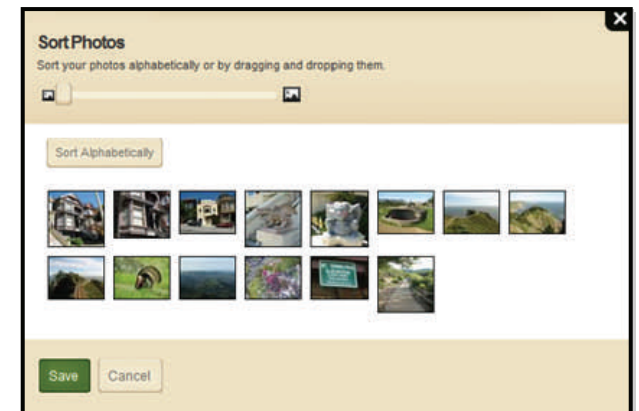 Sort Photos
Sort your photos alphabetically or by dragging and dropping them.
Sort Alphabetically
Save
Cancel